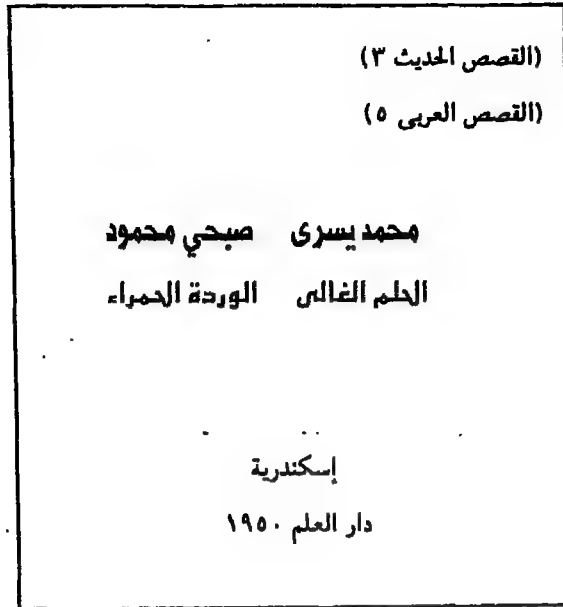 (القصص الحديث ٣)
(القصص العربى ٥)
محمد يسرى صبحي محمود
الحلم الغالى الوردة الحمراء
إسكندرية
دار العلم ١٩٥٠